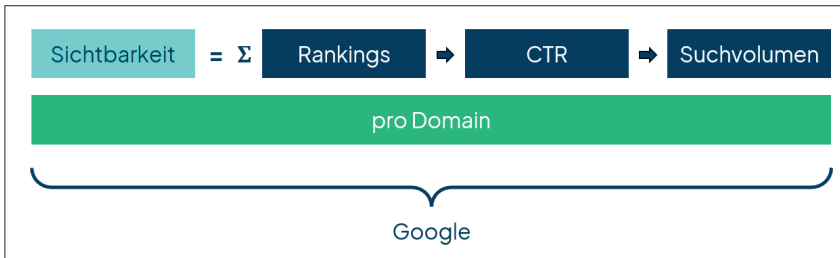 Sichtbarkeit = Σ Rankings → CTR → Suchvolumen
pro Domain
Google